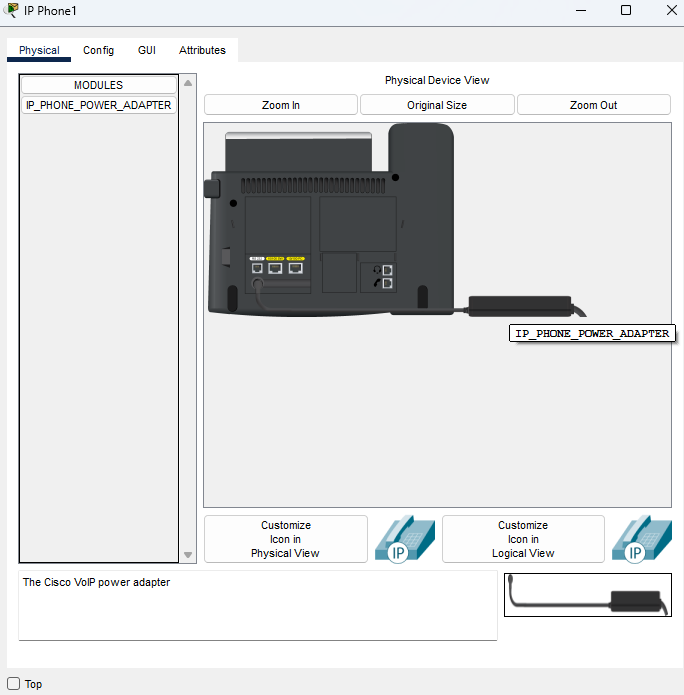 IP Phone1
Physical
Config
GUI
Attributes
MODULES
IP_PHONE_POWER_ADAPTER
Physical Device View
Zoom In
Original Size
Zoom Out
IP_PHONE_POWER_ADAPTER
Customize
Icon in
Physical View
IP
Customize
Icon in
Logical View
IP
The Cisco VoIP power adapter
Top